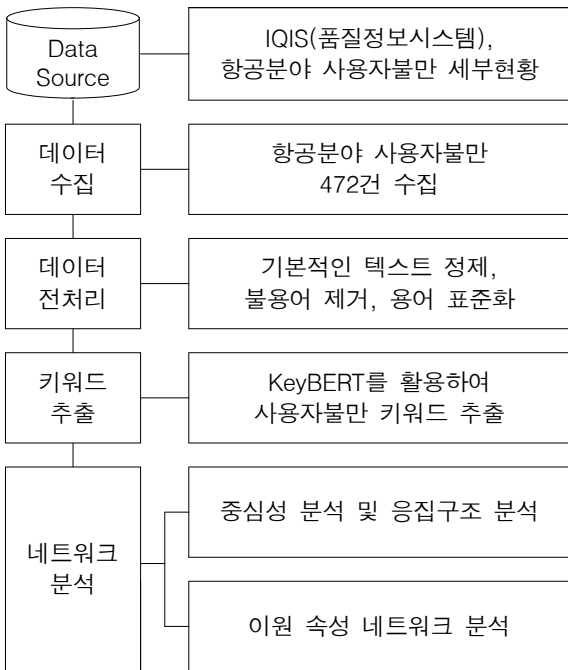 Data
Source
IQIS(품질정보시스템),
항공분야 사용자불만 세부현황
데이터
수집
항공분야 사용자불만
472건 수집
데이터
전처리
기본적인 텍스트 정제,
불용어 제거, 용어 표준화
키워드
추출
KeyBERT를 활용하여
사용자불만 키워드 추출
네트워크
분석
중심성 분석 및 응집구조 분석
이원 속성 네트워크 분석